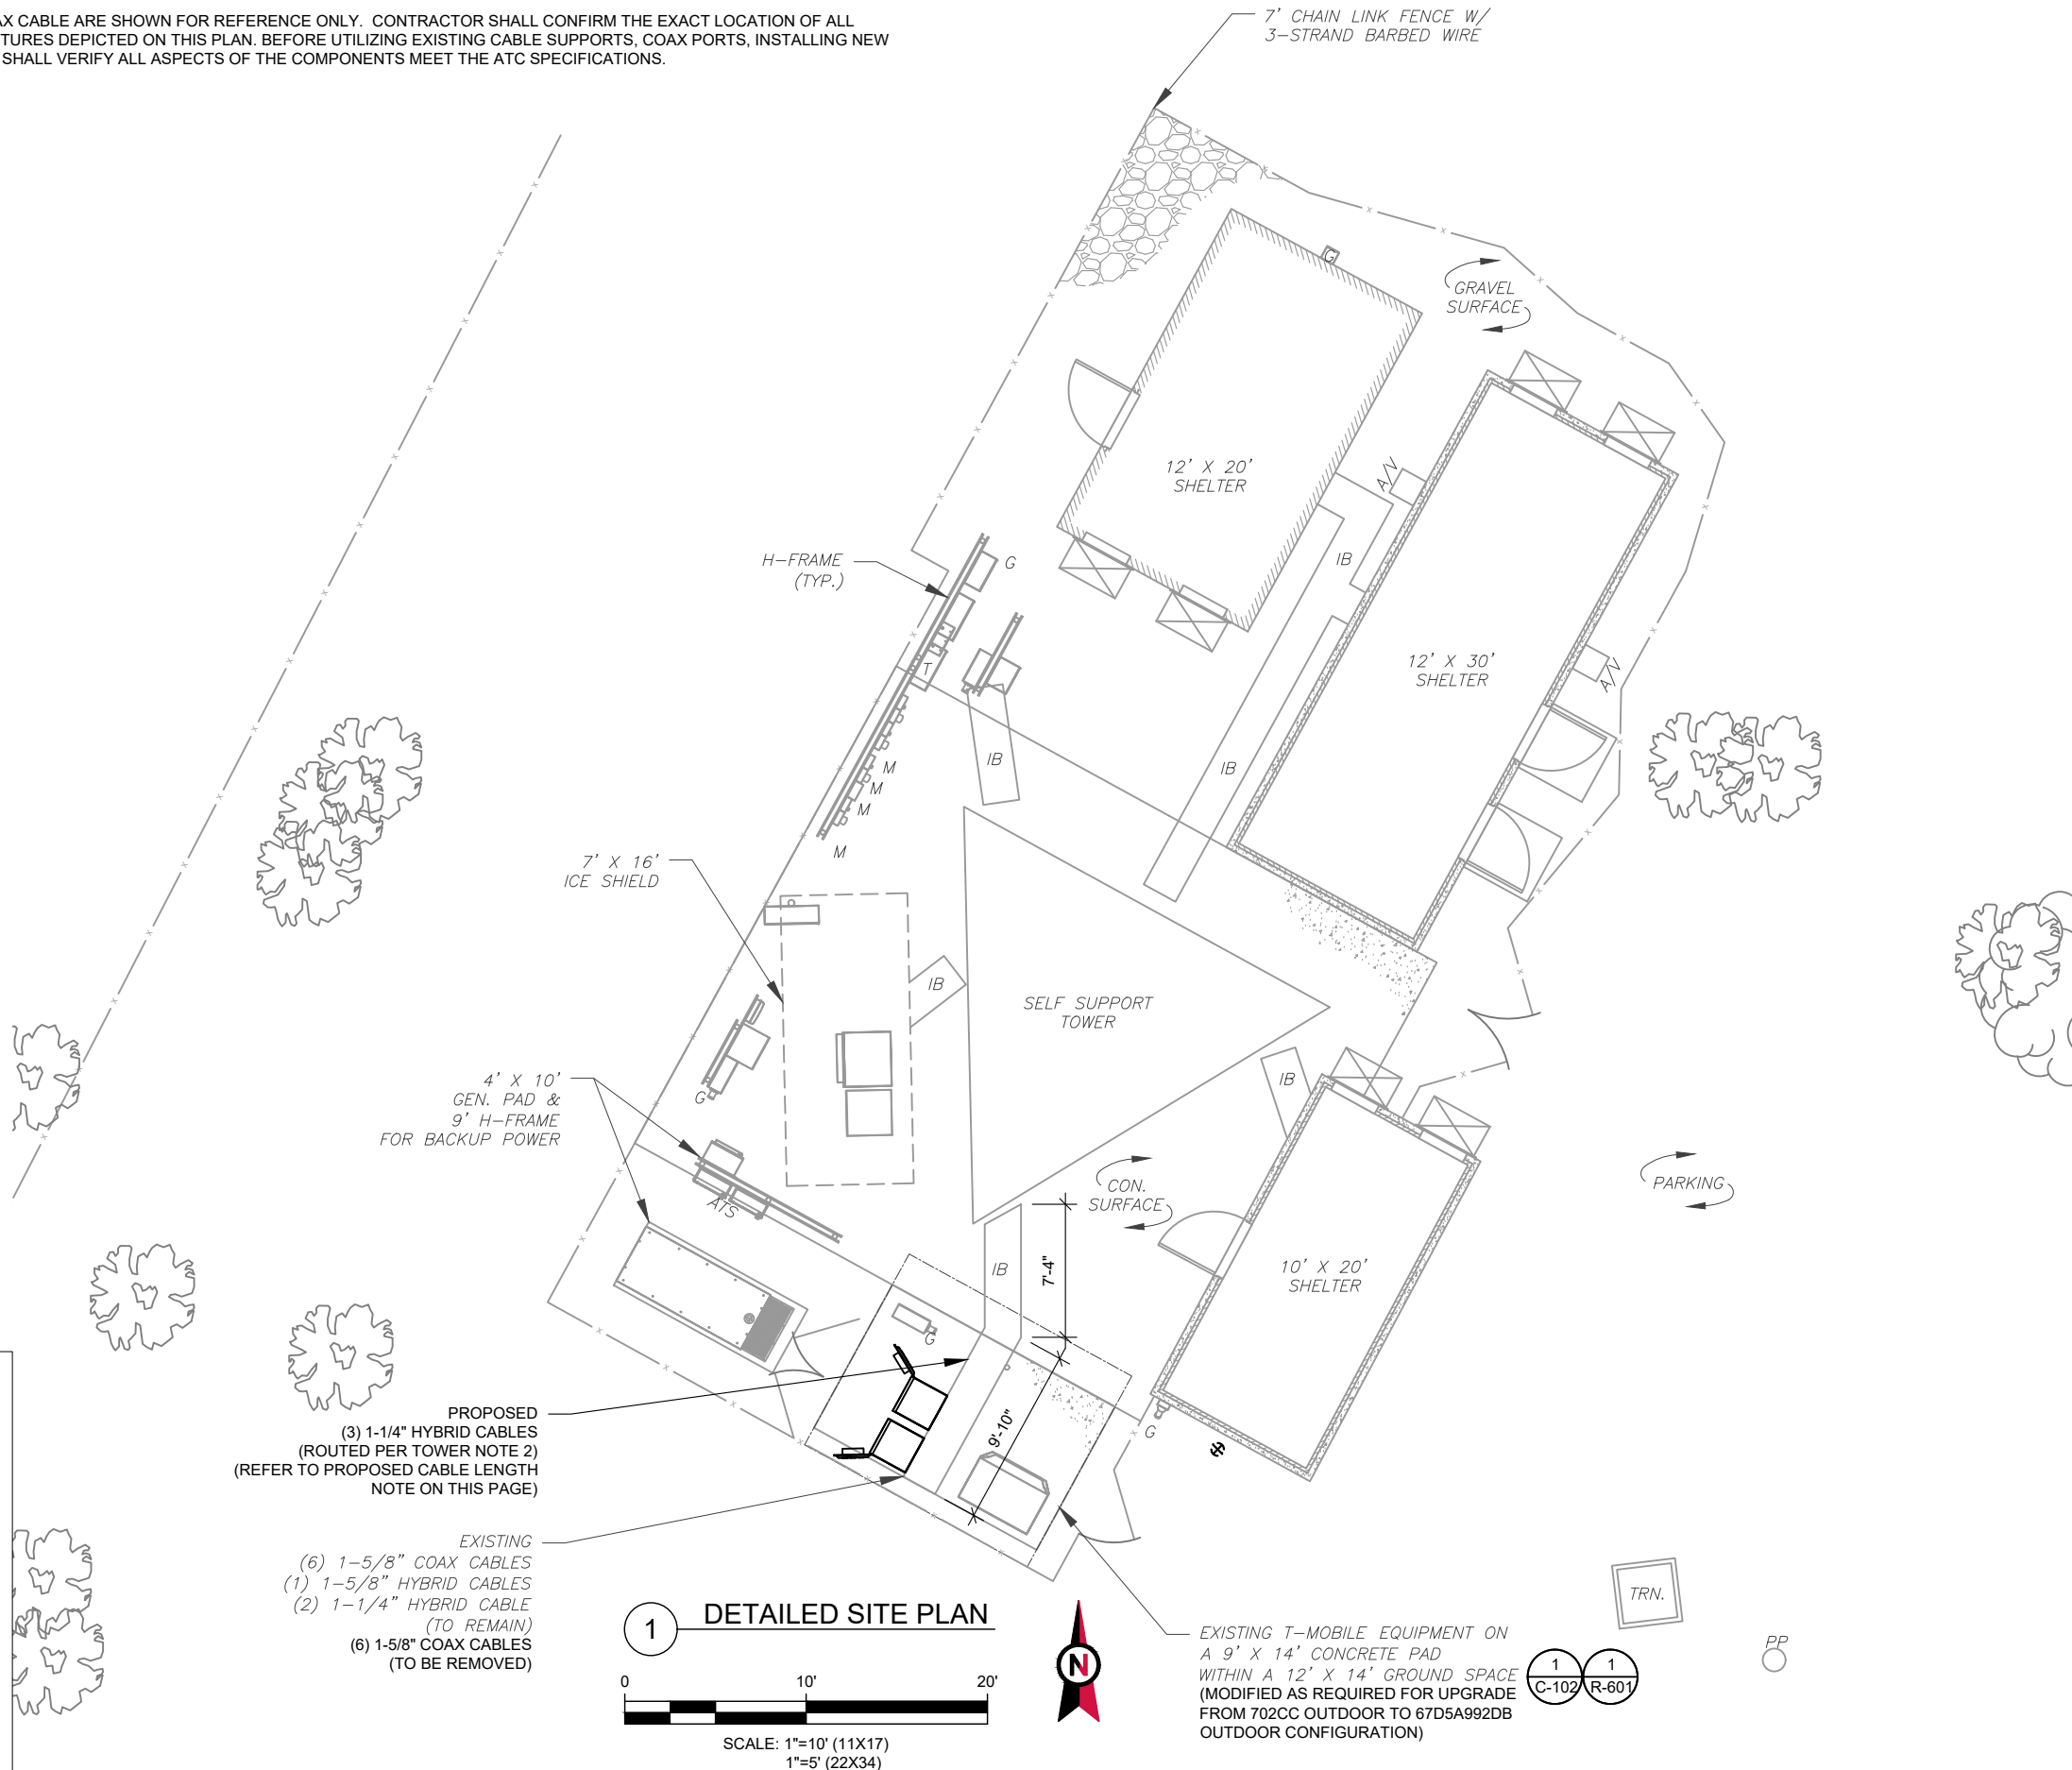 AX CABLE ARE SHOWN FOR REFERENCE ONLY. CONTRACTOR SHALL CONFIRM THE EXACT LOCATION OF ALL
TURES DEPICTED ON THIS PLAN. BEFORE UTILIZING EXISTING CABLE SUPPORTS, COAX PORTS, INSTALLING NEW
SHALL VERIFY ALL ASPECTS OF THE COMPONENTS MEET THE ATC SPECIFICATIONS.
7' CHAIN LINK FENCE W/
3-STRAND BARBED WIRE
G
GRAVEL
SURFACE
12' X 20'
SHELTER
A/V
H-FRAME
(TYP.)
G
IB
T
12' X 30'
SHELTER
A/V
IB
IB
M
M
M
M
7' X 16'
ICE SHIELD
IB
SELF SUPPORT
TOWER
IB
4' X 10'
GEN. PAD &
9' H-FRAME
FOR BACKUP POWER
G
ATS
CON.
SURFACE
PARKING
IB
7'-4"
10' X 20'
SHELTER
G
9'-10"
G
PROPOSED
(3) 1-1/4" HYBRID CABLES
(ROUTED PER TOWER NOTE 2)
(REFER TO PROPOSED CABLE LENGTH
NOTE ON THIS PAGE)
EXISTING
(6) 1-5/8" COAX CABLES
(1) 1-5/8" HYBRID CABLES
(2) 1-1/4" HYBRID CABLE
(TO REMAIN)
(6) 1-5/8" COAX CABLES
(TO BE REMOVED)
1
DETAILED SITE PLAN
0 10' 20'
SCALE: 1"=10' (11X17)
1"=5' (22X34)
N
EXISTING T-MOBILE EQUIPMENT ON
A 9' X 14' CONCRETE PAD
WITHIN A 12' X 14' GROUND SPACE
(MODIFIED AS REQUIRED FOR UPGRADE
FROM 702CC OUTDOOR TO 67D5A992DB
OUTDOOR CONFIGURATION)
1
C-102
1
R-601
TRN.
PP